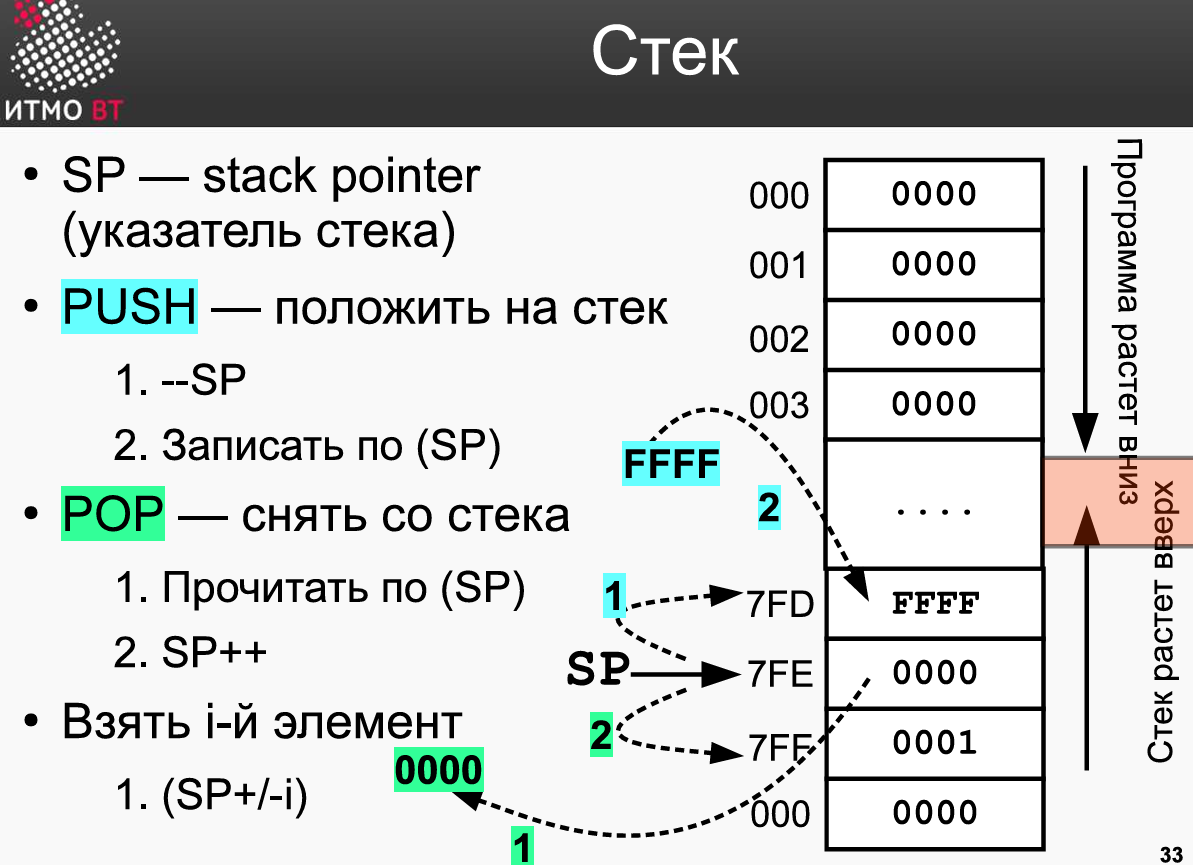 Стек
ИТМО ВТ
• SP — stack pointer
(указатель стека)
• PUSH — положить на стек
1. --SP
2. Записать по (SP)
• POP — снять со стека
1. Прочитать по (SP)
2. SP++
• Взять i-й элемент
1. (SP+/-i)
FFFF
2
1
SP
2
0000
1
000 0000
001 0000
002 0000
003 0000
....
7FD FFFF
7FE 0000
7FF 0001
000 0000
Программа растет вниз
Стек растет вверх
33